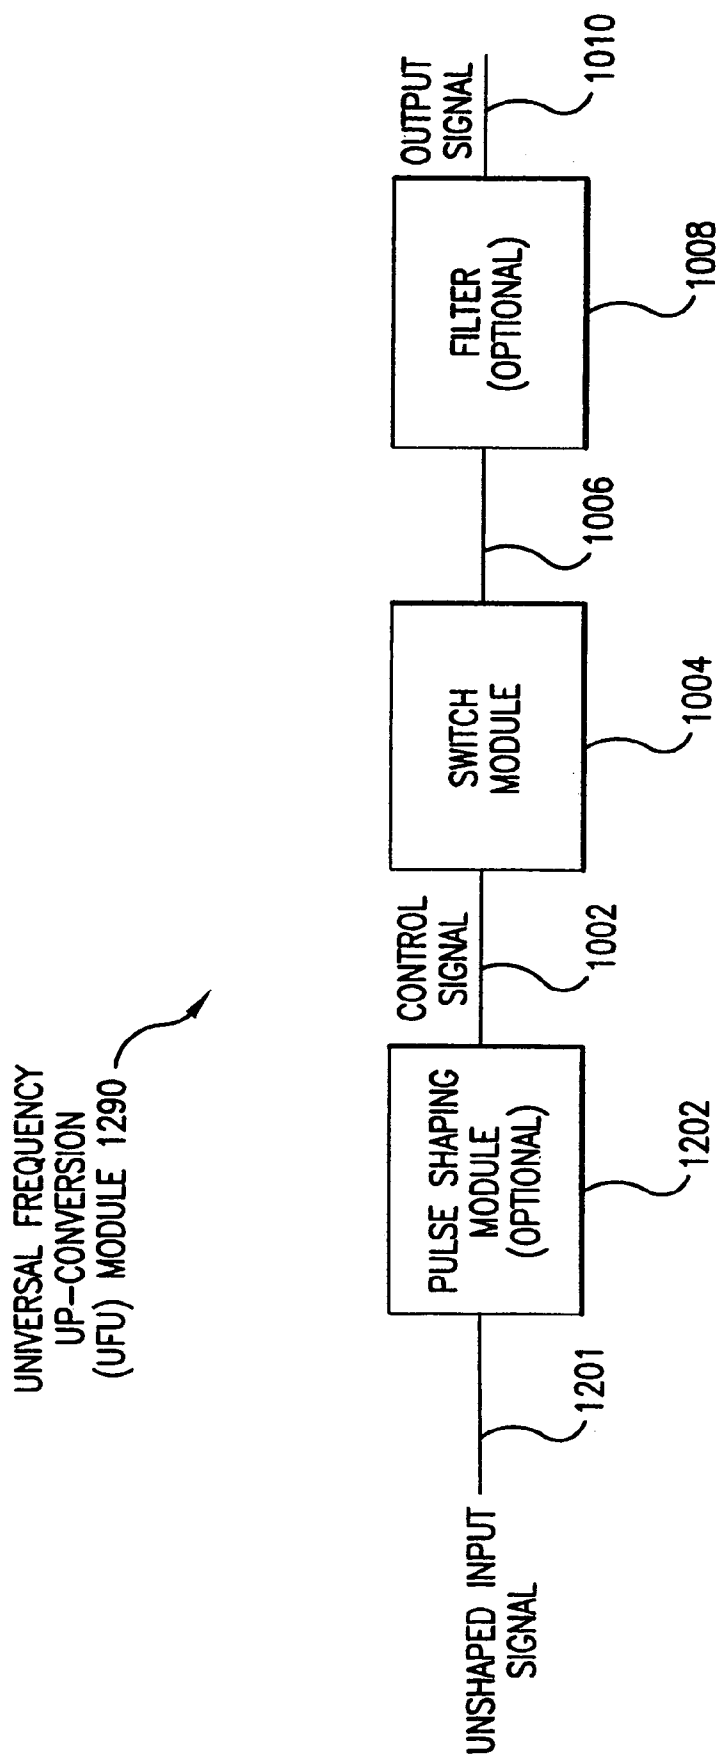 UNIVERSAL FREQUENCY
UP-CONVERSION
(UFU) MODULE 1290
UNSHAPED INPUT
SIGNAL
1201
PULSE SHAPING
MODULE
(OPTIONAL)
1202
CONTROL
SIGNAL
1002
SWITCH
MODULE
1004
1006
FILTER
(OPTIONAL)
1008
OUTPUT
SIGNAL
1010